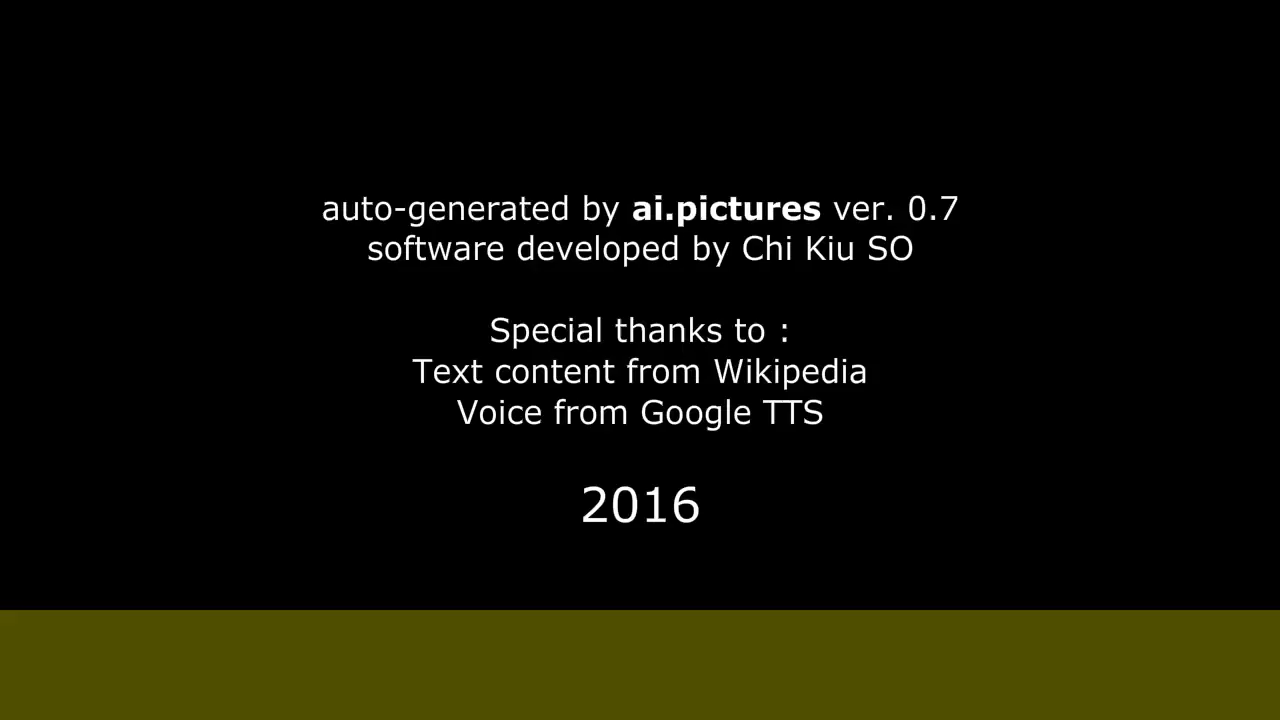 auto-generated by ai.pictures ver. 0.7
software developed by Chi Kiu SO
Special thanks to :
Text content from Wikipedia
Voice from Google TTS
2016